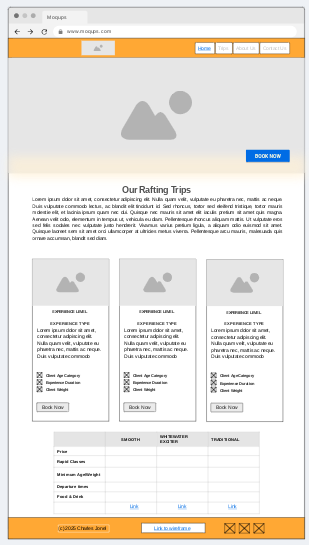 Moqups
www.moqups.com
Home Trips About Us Contact Us
BOOK NOW
Our Rafting Trips
Lorem ipsum dolor sit amet, consectetur adipiscing elit. Nulla quam velit, vulputate eu pharetra nec, mattis ac neque.
Duis vulputate commodo lectus, ac blandit elit tincidunt id. Sed rhoncus, tortor sed eleifend tristique, tortor mauris
molestie elit, et lacinia ipsum quam nec dui. Quisque nec mauris sit amet elit iaculis pretium sit amet quis magna.
Aenean velit odio, elementum in tempus ut, vehicula eu diam. Pellentesque rhoncus aliquam mattis. Ut vulputate eros
sed felis sodales nec vulputate justo hendrerit. Vivamus varius pretium ligula, a aliquam odio euismod sit amet.
Quisque laoreet sem sit amet orci ullamcorper at ultricies metus viverra. Pellentesque arcu mauris, malesuada quis
ornare accumsan, blandit sed diam.
EXPERIENCE LEVEL
EXPERIENCE TYPE
Lorem ipsum dolor sit amet,
consectetur adipiscing elit.
Nulla quam velit, vulputate eu
pharetra nec, mattis ac neque.
Duis vulputate commodo
Client Age Category
Experience Duration
Client Weight
Book Now
EXPERIENCE LEVEL
EXPERIENCE TYPE
Lorem ipsum dolor sit amet,
consectetur adipiscing elit.
Nulla quam velit, vulputate eu
pharetra nec, mattis ac neque.
Duis vulputate commodo
Client Age Category
Experience Duration
Client Weight
Book Now
EXPERIENCE LEVEL
EXPERIENCE TYPE
Lorem ipsum dolor sit amet,
consectetur adipiscing elit.
Nulla quam velit, vulputate eu
pharetra nec, mattis ac neque.
Duis vulputate commodo
Client Age Category
Experience Duration
Client Weight
Book Now
SMOOTH WHITEWATER EXCITER TRADITIONAL
Price
Rapid Classes
Minimum Age/Weight
Departure times
Food & Drink
Link Link Link
(c)2025 Charles Jonel
Link to wireframe